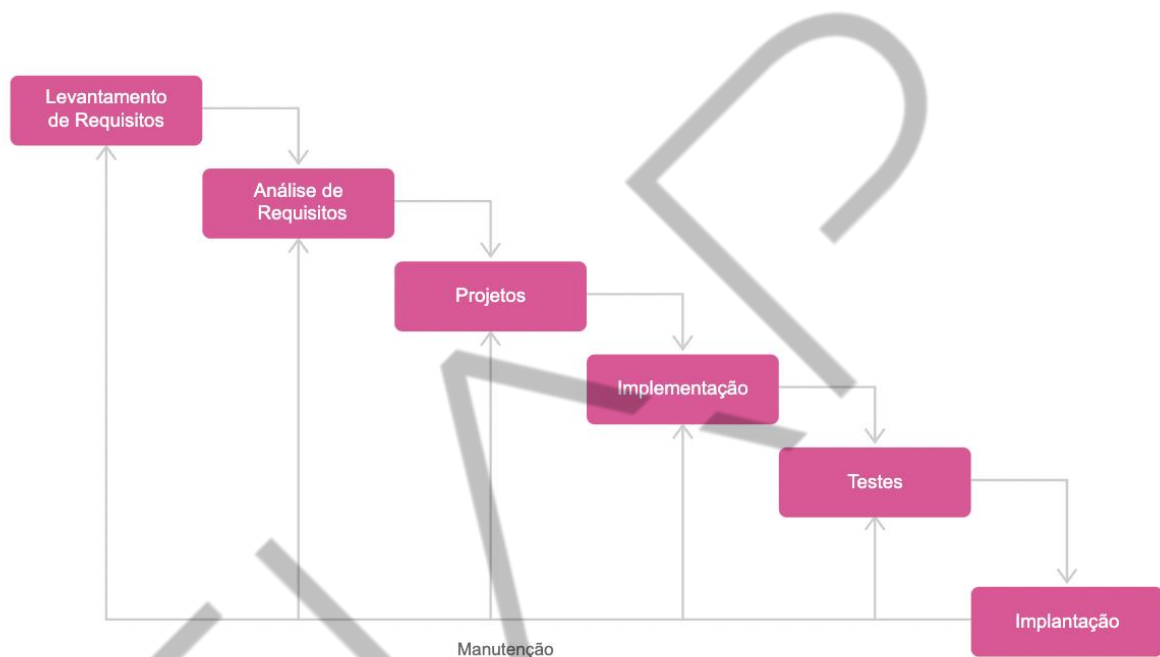 Levantamento
de Requisitos
Análise de
Requisitos
Projetos
Implementação
Testes
Implantação
Manutenção